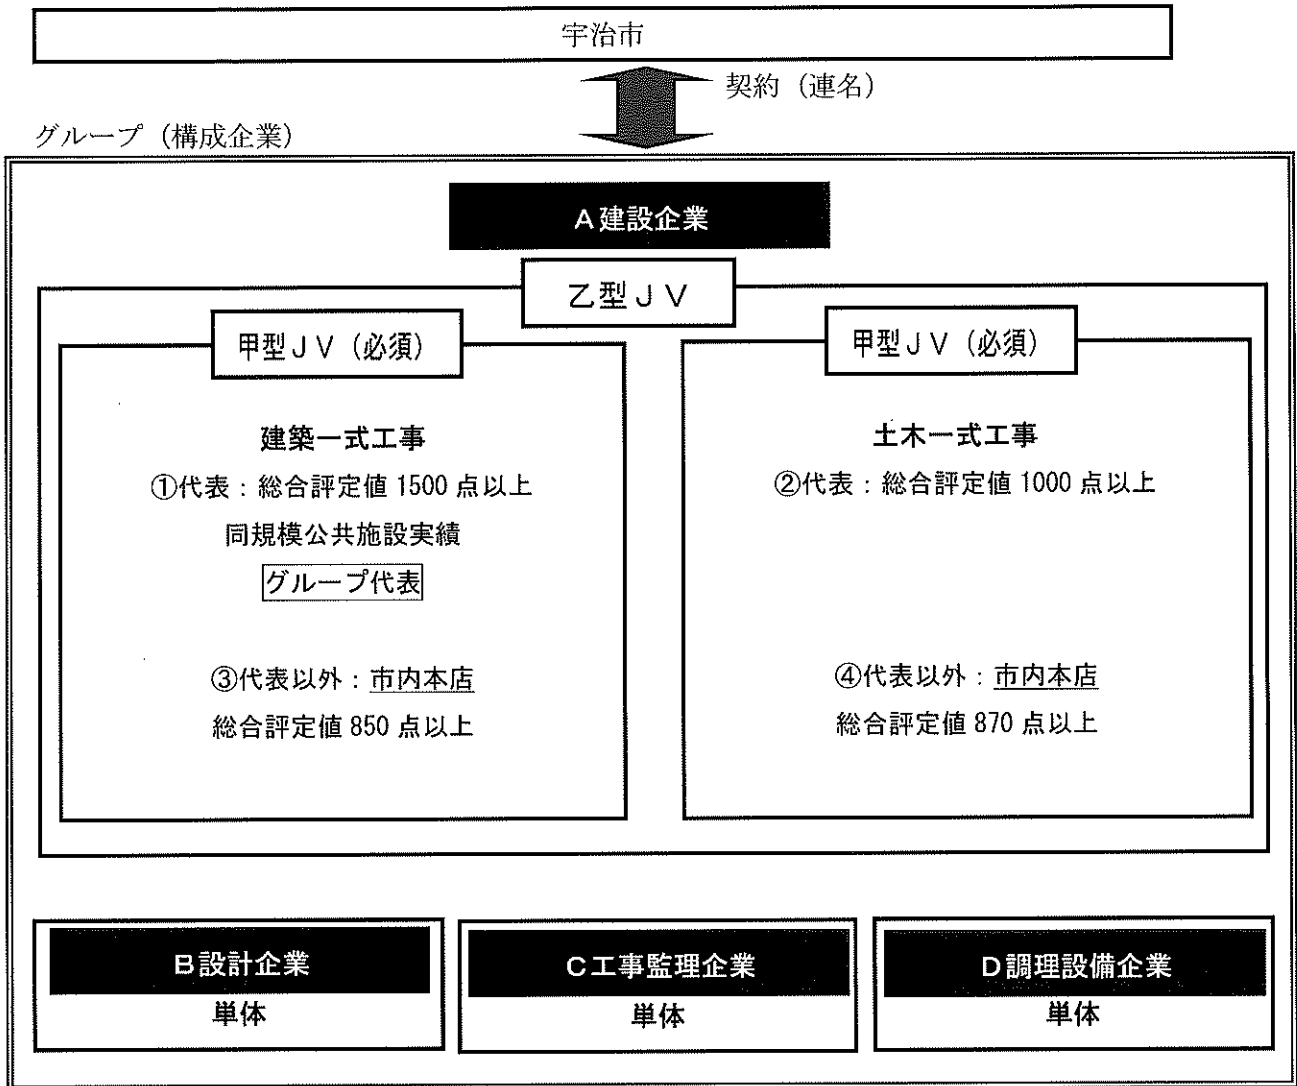 宇治市
契約（連名）
グループ（構成企業）
A建設企業
乙型JV
甲型JV（必須）
建築一式工事
①代表：総合評定値 1500 点以上
同規模公共施設実績
グループ代表
③代表以外：市内本店
総合評定値 850 点以上
甲型JV（必須）
土木一式工事
②代表：総合評定値 1000 点以上
④代表以外：市内本店
総合評定値 870 点以上
B設計企業
単体
C工事監理企業
単体
D調理設備企業
単体